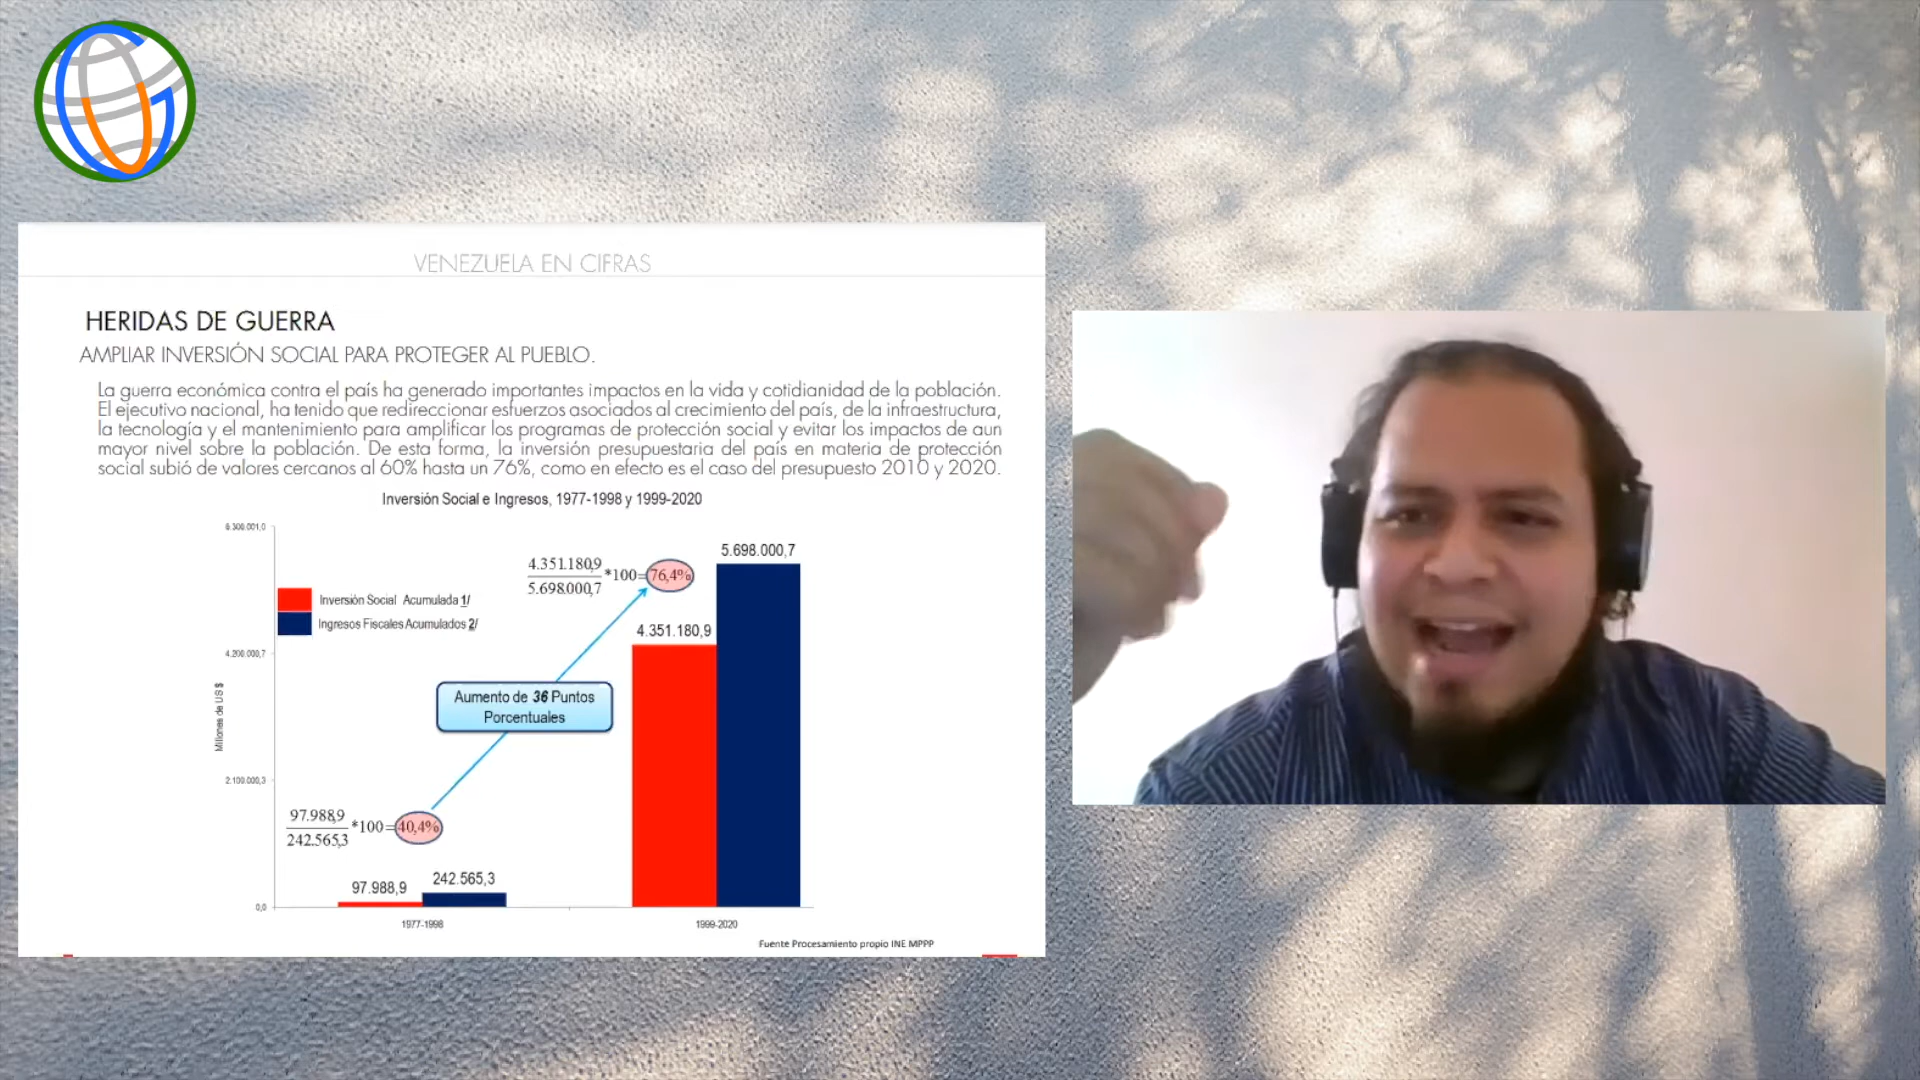 VENEZUELA EN CIFRAS
HERIDAS DE GUERRA
AMPLIAR INVERSIÓN SOCIAL PARA PROTEGER AL PUEBLO.
La guerra económica contra el país ha generado importantes impactos en la vida y cotidianidad de la población.
El ejecutivo nacional, ha tenido que redireccionar esfuerzos asociados al crecimiento del país, de la infraestructura,
la tecnología y el mantenimiento para amplificar los programas de protección social y evitar los impactos de aun
mayor nivel sobre la población. De esta forma, la inversión presupuestaria del país en materia de protección
social subió de valores cercanos al 60% hasta un 76%, como en efecto es el caso del presupuesto 2010 y 2020.
Inversión Social e Ingresos, 1977-1998 y 1999-2020
5.698.000,7
4.351.180,9
5.698.000,7
*100=
76,4%
Inversión Social Acumulada 1/
Ingresos Fiscales Acumulados 2/
4.351.180,9
4.200.000,7
Millones de US $
Aumento de 36 Puntos
Porcentuales
2.100.000,3
97.988,9
242.565,3
*100=
40,4%
97.988,9
242.565,3
0,0
1977-1998
1999-2020
Fuente Procesamiento propio INE MPPP